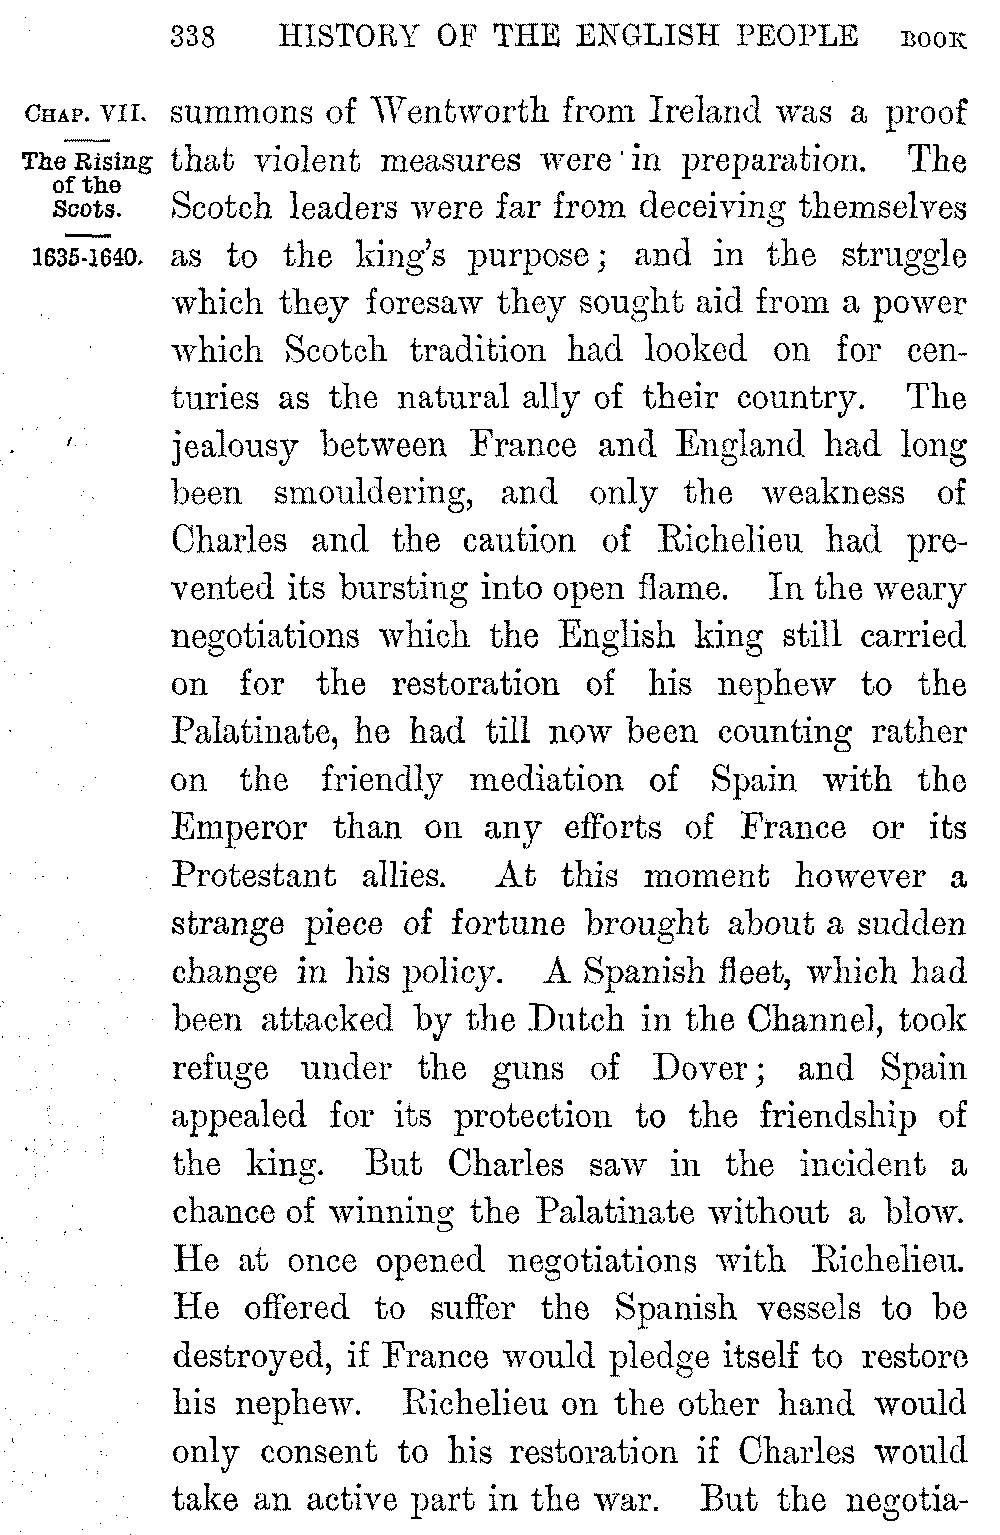 338 HISTORY OF THE ENGLISH PEOPLE BOOK
CHAP. VII.
The Rising
of the
Scots.
1635-1640.
summons of Wentworth from Ireland was a proof
that violent measures were in preparation. The
Scotch leaders were far from deceiving themselves
as to the king's purpose; and in the struggle
which they foresaw they sought aid from a power
which Scotch tradition had looked on for cen-
turies as the natural ally of their country. The
jealousy between France and England had long
been smouldering, and only the weakness of
Charles and the caution of Richelieu had pre-
vented its bursting into open flame. In the weary
negotiations which the English king still carried
on for the restoration of his nephew to the
Palatinate, he had till now been counting rather
on the friendly mediation of Spain with the
Emperor than on any efforts of France or its
Protestant allies. At this moment however a
strange piece of fortune brought about a sudden
change in his policy. A Spanish fleet, which had
been attacked by the Dutch in the Channel, took
refuge under the guns of Dover; and Spain
appealed for its protection to the friendship of
the king. But Charles saw in the incident a
chance of winning the Palatinate without a blow.
He at once opened negotiations with Richelieu.
He offered to suffer the Spanish vessels to be
destroyed, if France would pledge itself to restore
his nephew. Richelieu on the other hand would
only consent to his restoration if Charles would
take an active part in the war. But the negotia-